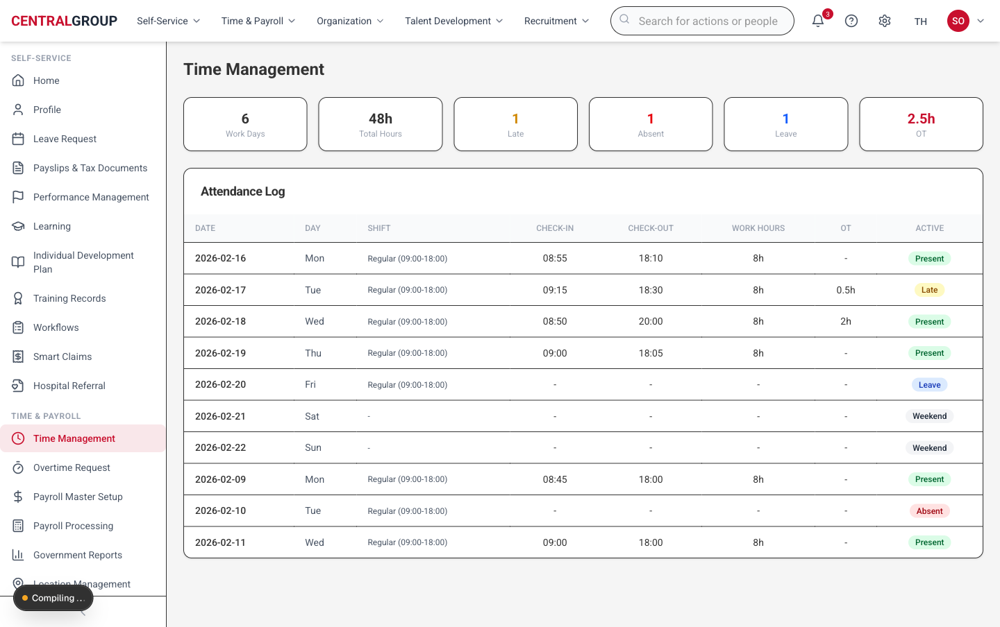 CENTRALGROUP Self-Service Time & Payroll Organization Talent Development Recruitment Search for actions or people 3 TH SO
SELF-SERVICE
Home
Profile
Leave Request
Payslips & Tax Documents
Performance Management
Learning
Individual Development
Plan
Training Records
Workflows
Smart Claims
Hospital Referral
TIME & PAYROLL
Time Management
Overtime Request
Payroll Master Setup
Payroll Processing
Government Reports
Location Management
Compiling ...
Time Management
6 48h 1 1 1 2.5h
Work Days Total Hours Late Absent Leave OT
Attendance Log
DATE DAY SHIFT CHECK-IN CHECK-OUT WORK HOURS OT ACTIVE
2026-02-16 Mon Regular (09:00-18:00) 08:55 18:10 8h - Present
2026-02-17 Tue Regular (09:00-18:00) 09:15 18:30 8h 0.5h Late
2026-02-18 Wed Regular (09:00-18:00) 08:50 20:00 8h 2h Present
2026-02-19 Thu Regular (09:00-18:00) 09:00 18:05 8h - Present
2026-02-20 Fri Regular (09:00-18:00) - - - - Leave
2026-02-21 Sat - - - - - Weekend
2026-02-22 Sun - - - - - Weekend
2026-02-09 Mon Regular (09:00-18:00) 08:45 18:00 8h - Present
2026-02-10 Tue Regular (09:00-18:00) - - - - Absent
2026-02-11 Wed Regular (09:00-18:00) 09:00 18:00 8h - Present